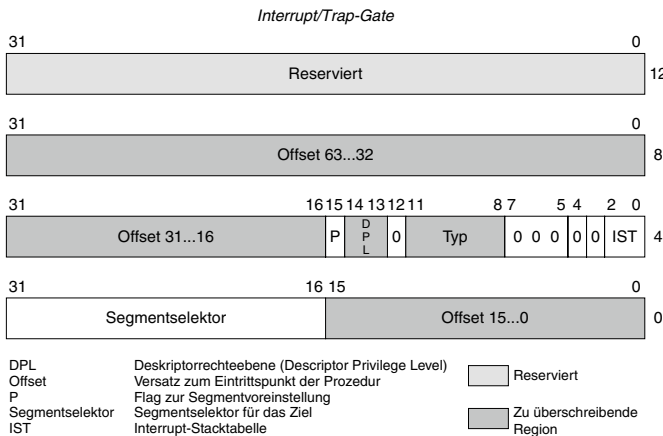 Interrupt/Trap-Gate
31 0
Reserviert 12
31 0
Offset 63...32 8
31 16 15 14 13 12 11 8 7 5 4 2 0
Offset 31...16 P DPL 0 Typ 0 0 0 0 0 IST 4
31 16 15 0
Segmentselektor Offset 15...0 0
DPL Deskriptorrechteebene (Descriptor Privilege Level)
Offset Versatz zum Eintrittspunkt der Prozedur
P Flag zur Segmentvoreinstellung
Segmentselektor Segmentselektor für das Ziel
IST Interrupt-Stacktabelle
Reserviert
Zu überschreibende
Region